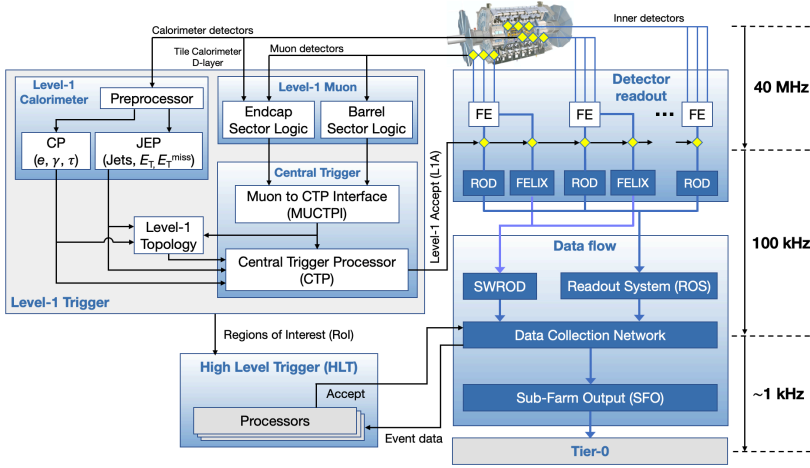 Calorimeter detectors
Inner detectors
Tile Calorimeter
D-layer
Muon detectors
Level-1
Calorimeter
Preprocessor
CP
(e, γ, τ)
JEP
(Jets, E_T, E_T^miss)
Level-1 Muon
Endcap
Sector Logic
Barrel
Sector Logic
Central Trigger
Muon to CTP Interface
(MUCTPI)
Level-1
Topology
Central Trigger Processor
(CTP)
Level-1 Trigger
Level-1 Accept (L1A)
Detector
readout
FE
FE
...
FE
ROD
FELIX
ROD
FELIX
ROD
Data flow
SWROD
Readout System (ROS)
Data Collection Network
Sub-Farm Output (SFO)
Tier-0
Regions of Interest (RoI)
High Level Trigger (HLT)
Accept
Processors
Event data
40 MHz
100 kHz
~1 kHz